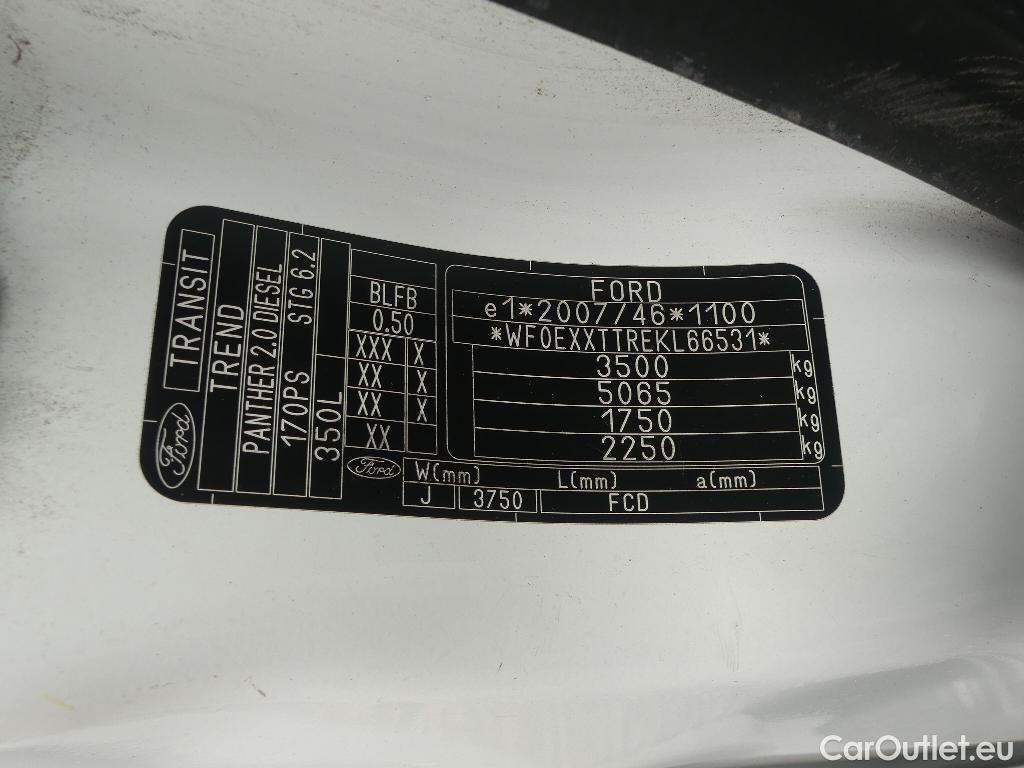 Ford
TRANSIT
TREND
PANTHER 2.0 DIESEL
170PS STG 6.2
350L
BLFB
0.50
XXX X
XX X
XX X
XX
Ford
FORD
e1*2007/46*1100
*WF0EXXTTREKL66531*
3500 kg
5065 kg
1750 kg
2250 kg
W(mm) L(mm) a(mm)
J 3750 FCD
CarOutlet.eu